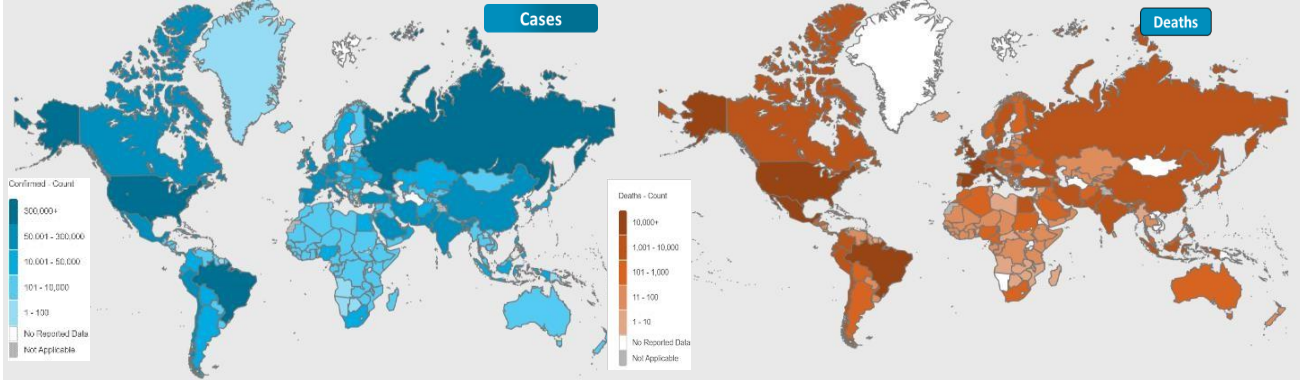 Cases
Confirmed - Count
300,000+
50.001 - 300,000
10.001 - 50,000
101 - 10,000
1 - 100
No Reported Data
Not Applicable
Deaths
Deaths - Count
10,000+
1.001 - 10,000
101 - 1,000
11 - 100
1 - 10
No Reported Data
Not Applicable